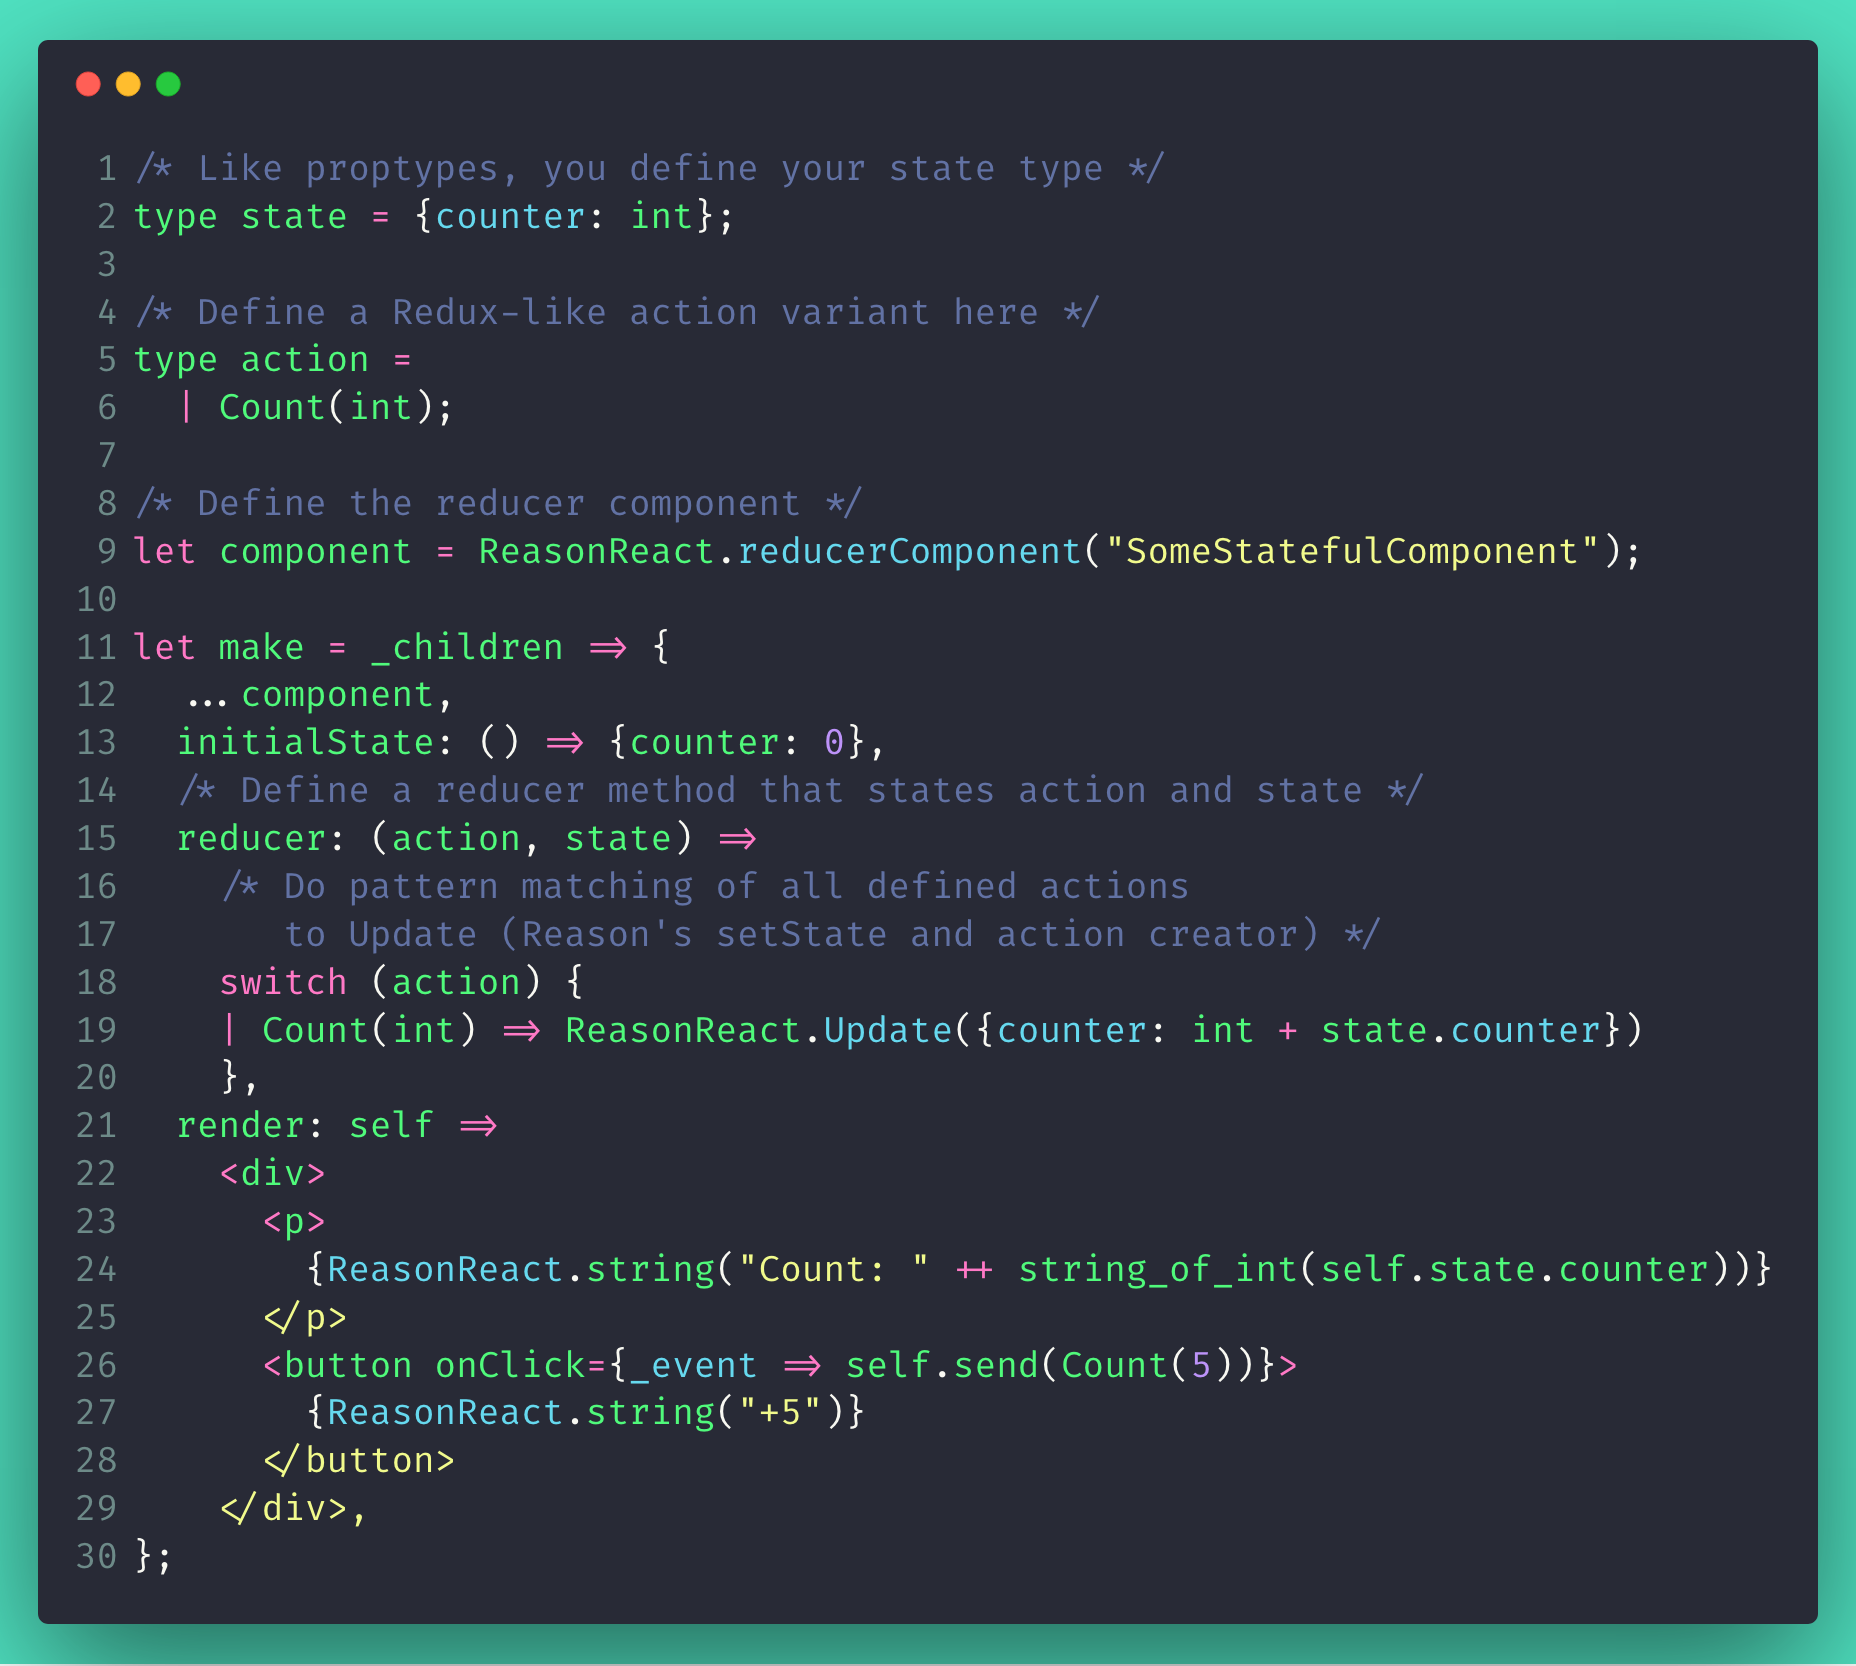 1 /* Like proptypes, you define your state type */
2 type state = {counter: int};
3
4 /* Define a Redux-like action variant here */
5 type action =
6   | Count(int);
7
8 /* Define the reducer component */
9 let component = ReasonReact.reducerComponent("SomeStatefulComponent");
10
11 let make = _children => {
12   ...component,
13   initialState: () => {counter: 0},
14   /* Define a reducer method that states action and state */
15   reducer: (action, state) =>
16     /* Do pattern matching of all defined actions
17        to Update (Reason's setState and action creator) */
18     switch (action) {
19     | Count(int) => ReasonReact.Update({counter: int + state.counter})
20     },
21   render: self =>
22     <div>
23       <p>
24         {ReasonReact.string("Count: " ++ string_of_int(self.state.counter))}
25       </p>
26       <button onClick={_event => self.send(Count(5))}>
27         {ReasonReact.string("+5")}
28       </button>
29     </div>,
30 };